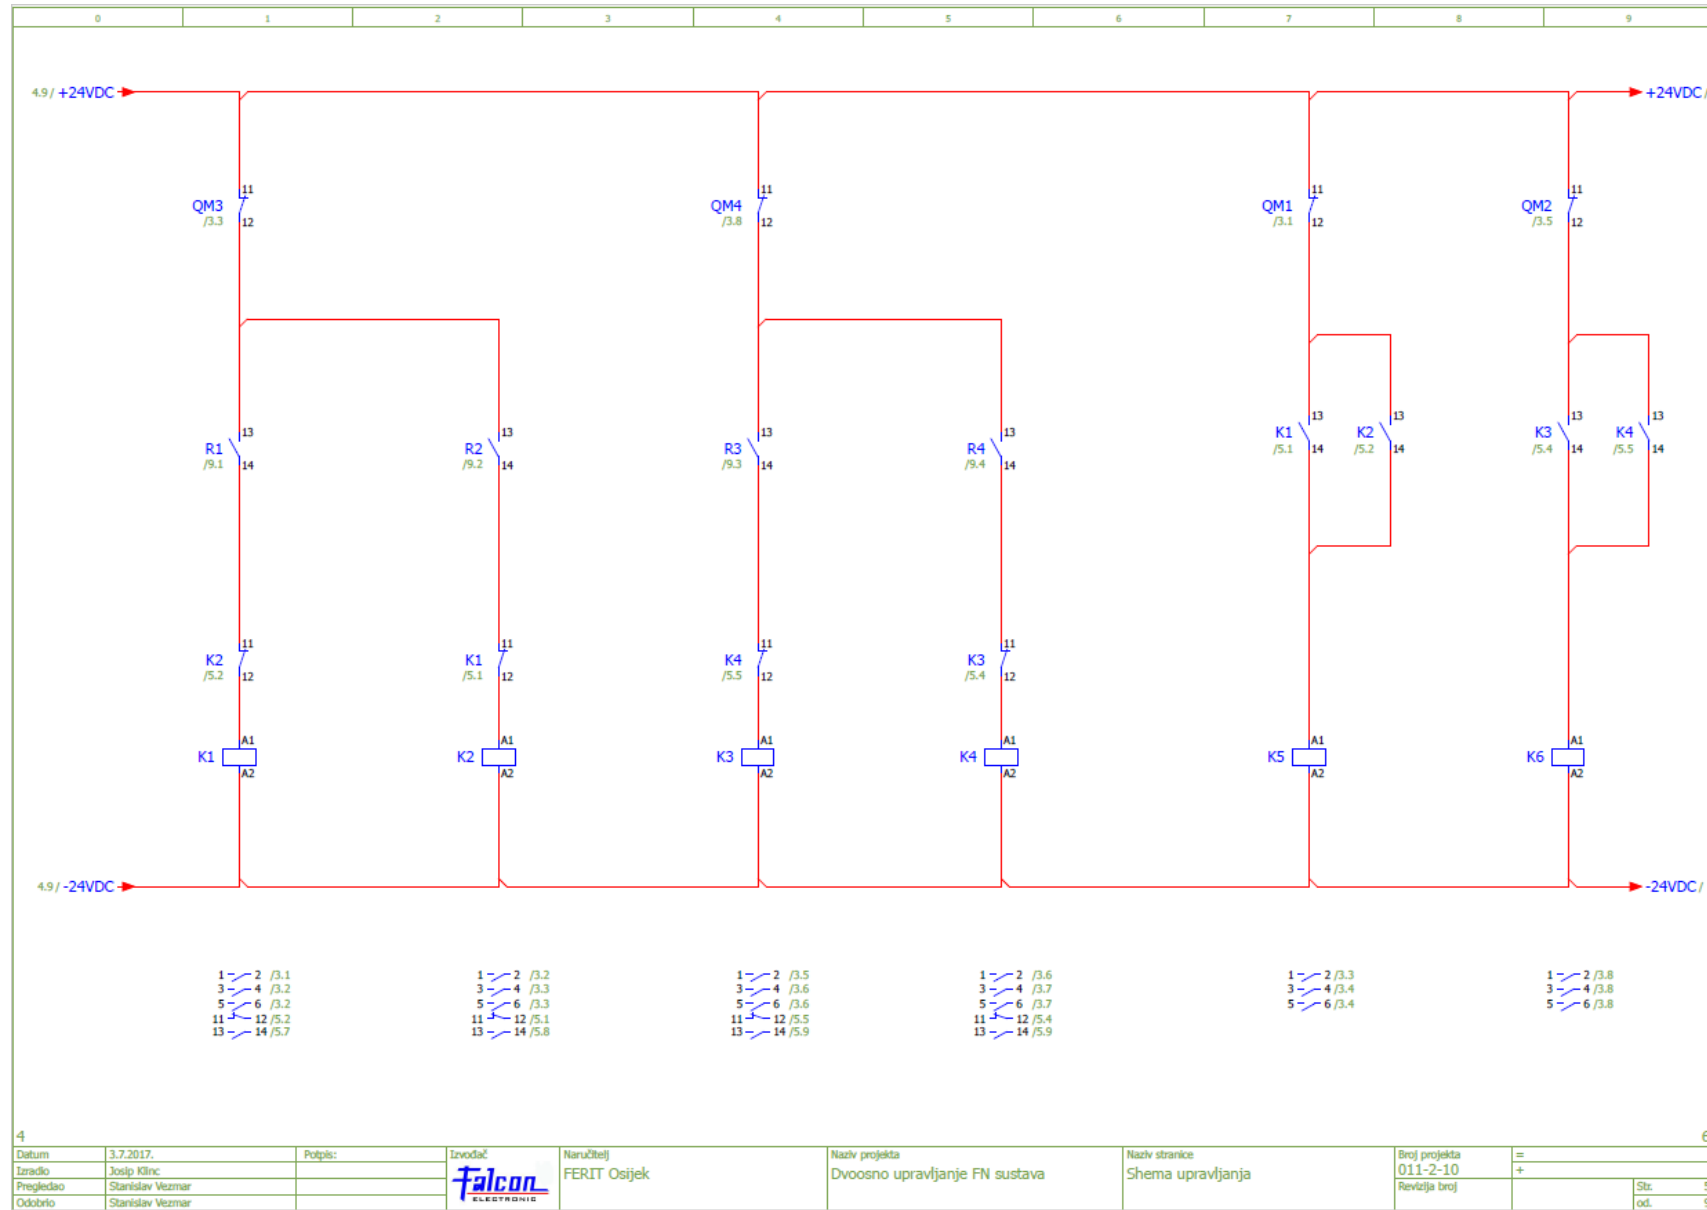 0 1 2 3 4 5 6 7 8 9
4.9/ +24VDC +24VDC/
11 11 11 11
QM3 QM4 QM1 QM2
/3.3 12 /3.8 12 /3.1 12 /3.5 12
13 13 13 13
K1 K2 K3 K4
/5.1 14 /5.2 14 /5.4 14 /5.5 14
13 13 13 13
R1 R2 R3 R4
/9.1 14 /9.2 14 /9.3 14 /9.4 14
11 11 11 11
K2 K1 K4 K3
/5.2 12 /5.1 12 /5.5 12 /5.4 12
A1 A1 A1 A1 A1 A1
K1 K2 K3 K4 K5 K6
A2 A2 A2 A2 A2 A2
4.9/ -24VDC -24VDC/
1 2 /3.1 1 2 /3.2 1 2 /3.5 1 2 /3.6 1 2 /3.3 1 2 /3.8
3 4 /3.2 3 4 /3.3 3 4 /3.6 3 4 /3.7 3 4 /3.4 3 4 /3.8
5 6 /3.2 5 6 /3.3 5 6 /3.6 5 6 /3.7 5 6 /3.4 5 6 /3.8
11 12 /5.2 11 12 /5.1 11 12 /5.5 11 12 /5.4
13 14 /5.7 13 14 /5.8 13 14 /5.9 13 14 /5.9
4
Datum 3.7.2017. Potpis:
Izradio Josip Klinc
Pregledao Stanislav Vezmar
Odobrio Stanislav Vezmar
Izvođač
Falcon
ELECTRONIC
Naručitelj
FERIT Osijek
Naziv projekta
Dvoosno upravljanje FN sustava
Naziv stranice
Shema upravljanja
Broj projekta =
011-2-10 +
Revizija broj
Str.
od.